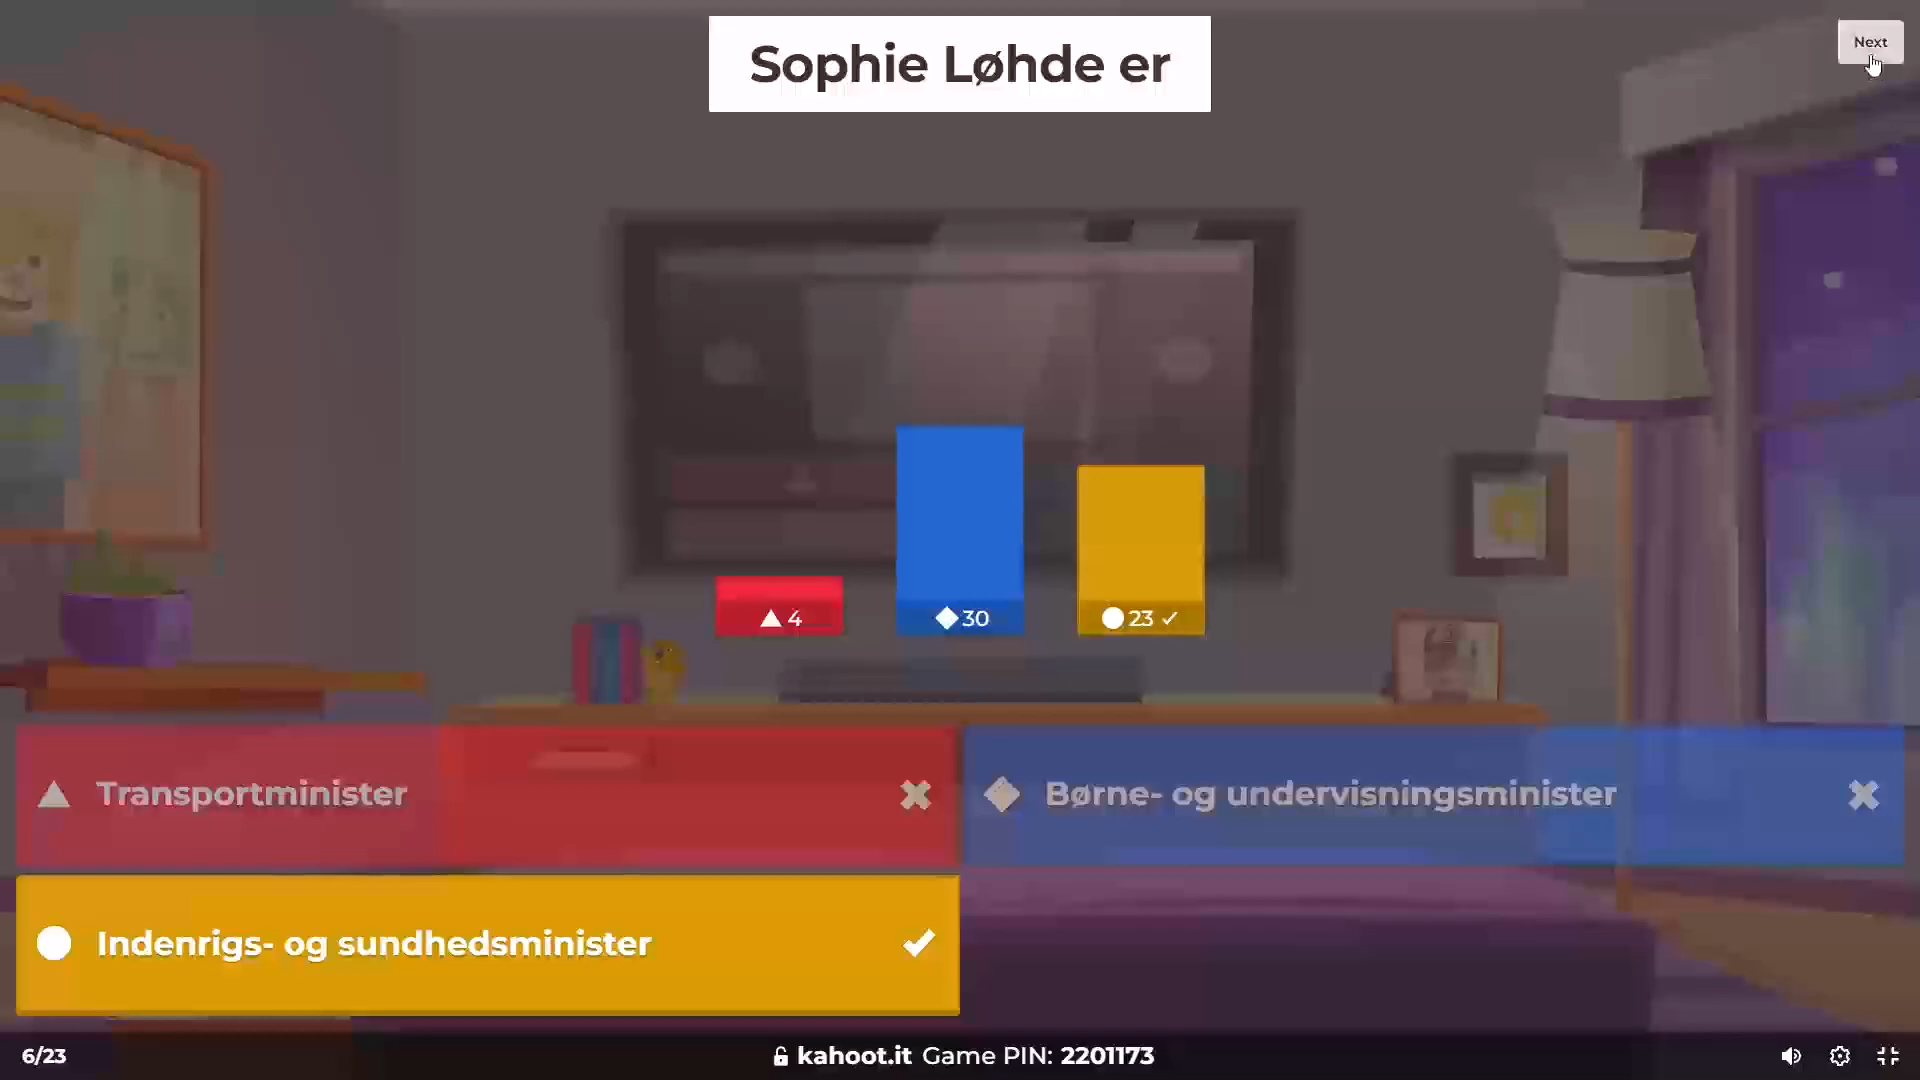 Sophie Løhde er
Next
4
30
23
Transportminister
Børne- og undervisningsminister
Indenrigs- og sundhedsminister
6/23
kahoot.it Game PIN: 2201173